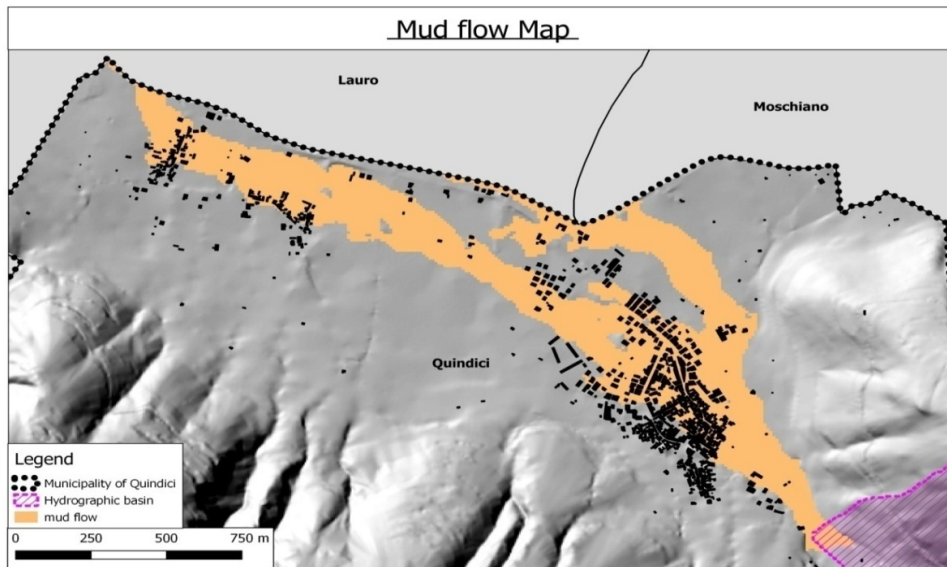 Mud flow Map
Lauro
Moschiano
Quindici
Legend
Municipality of Quindici
Hydrographic basin
mud flow
0 250 500 750 m